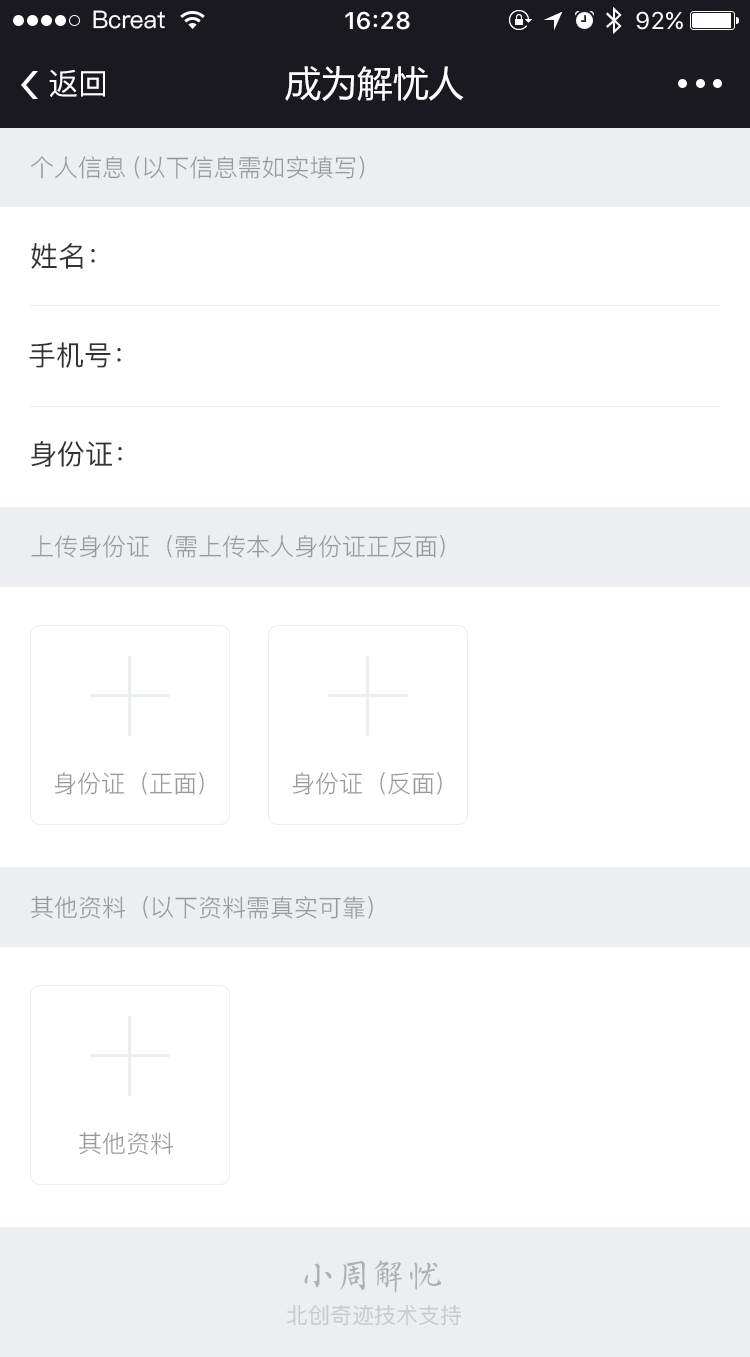 Bcreat 16:28 92%
返回 成为解忧人
个人信息 (以下信息需如实填写)
姓名:
手机号:
身份证:
上传身份证（需上传本人身份证正反面）
身份证（正面） 身份证（反面）
其他资料（以下资料需真实可靠）
其他资料
小周解忧
北创奇迹技术支持